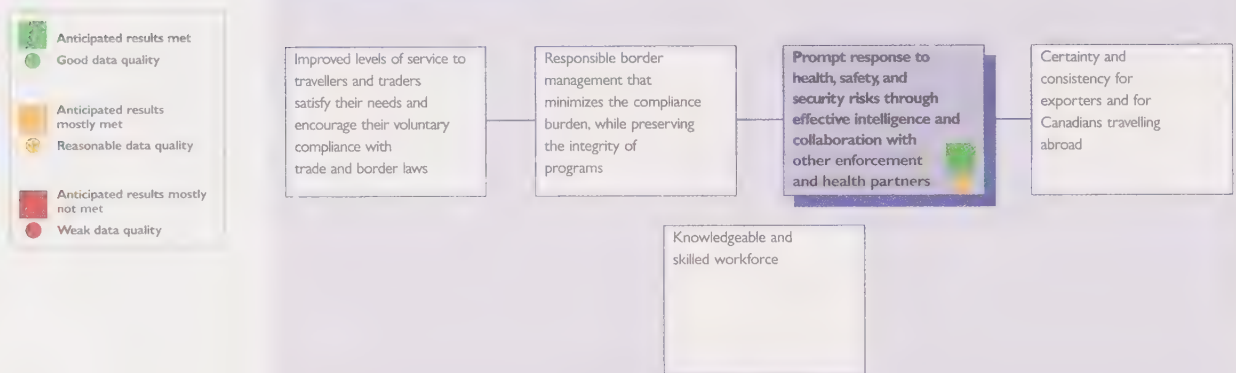 Anticipated results met
Good data quality
Anticipated results
mostly met
Reasonable data quality
Anticipated results mostly
not met
Weak data quality
Improved levels of service to
travellers and traders
satisfy their needs and
encourage their voluntary
compliance with
trade and border laws
Responsible border
management that
minimizes the compliance
burden, while preserving
the integrity of
programs
Prompt response to
health, safety, and
security risks through
effective intelligence and
collaboration with
other enforcement
and health partners
Certainty and
consistency for
exporters and for
Canadians travelling
abroad
Knowledgeable and
skilled workforce